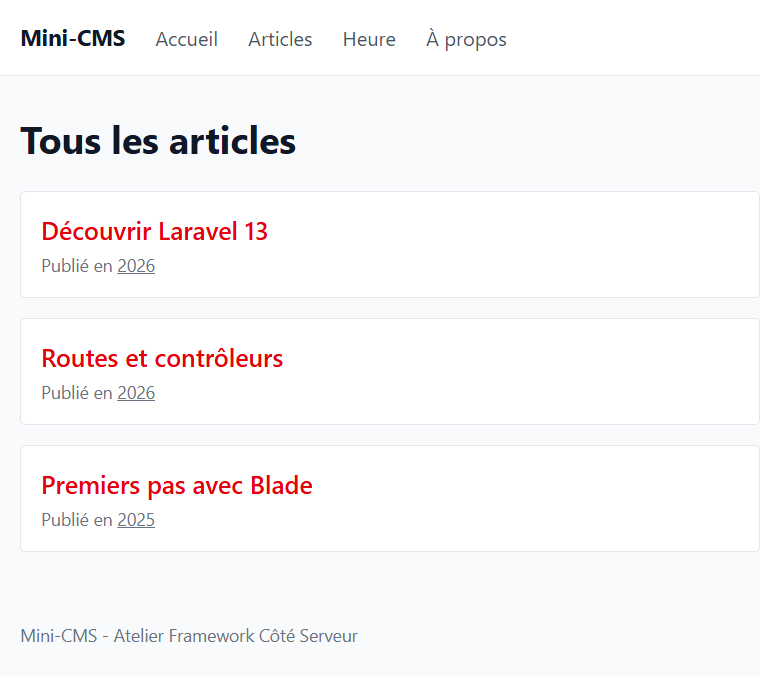 Mini-CMS Accueil Articles Heure À propos
Tous les articles
Découvrir Laravel 13
Publié en 2026
Routes et contrôleurs
Publié en 2026
Premiers pas avec Blade
Publié en 2025
Mini-CMS - Atelier Framework Côté Serveur